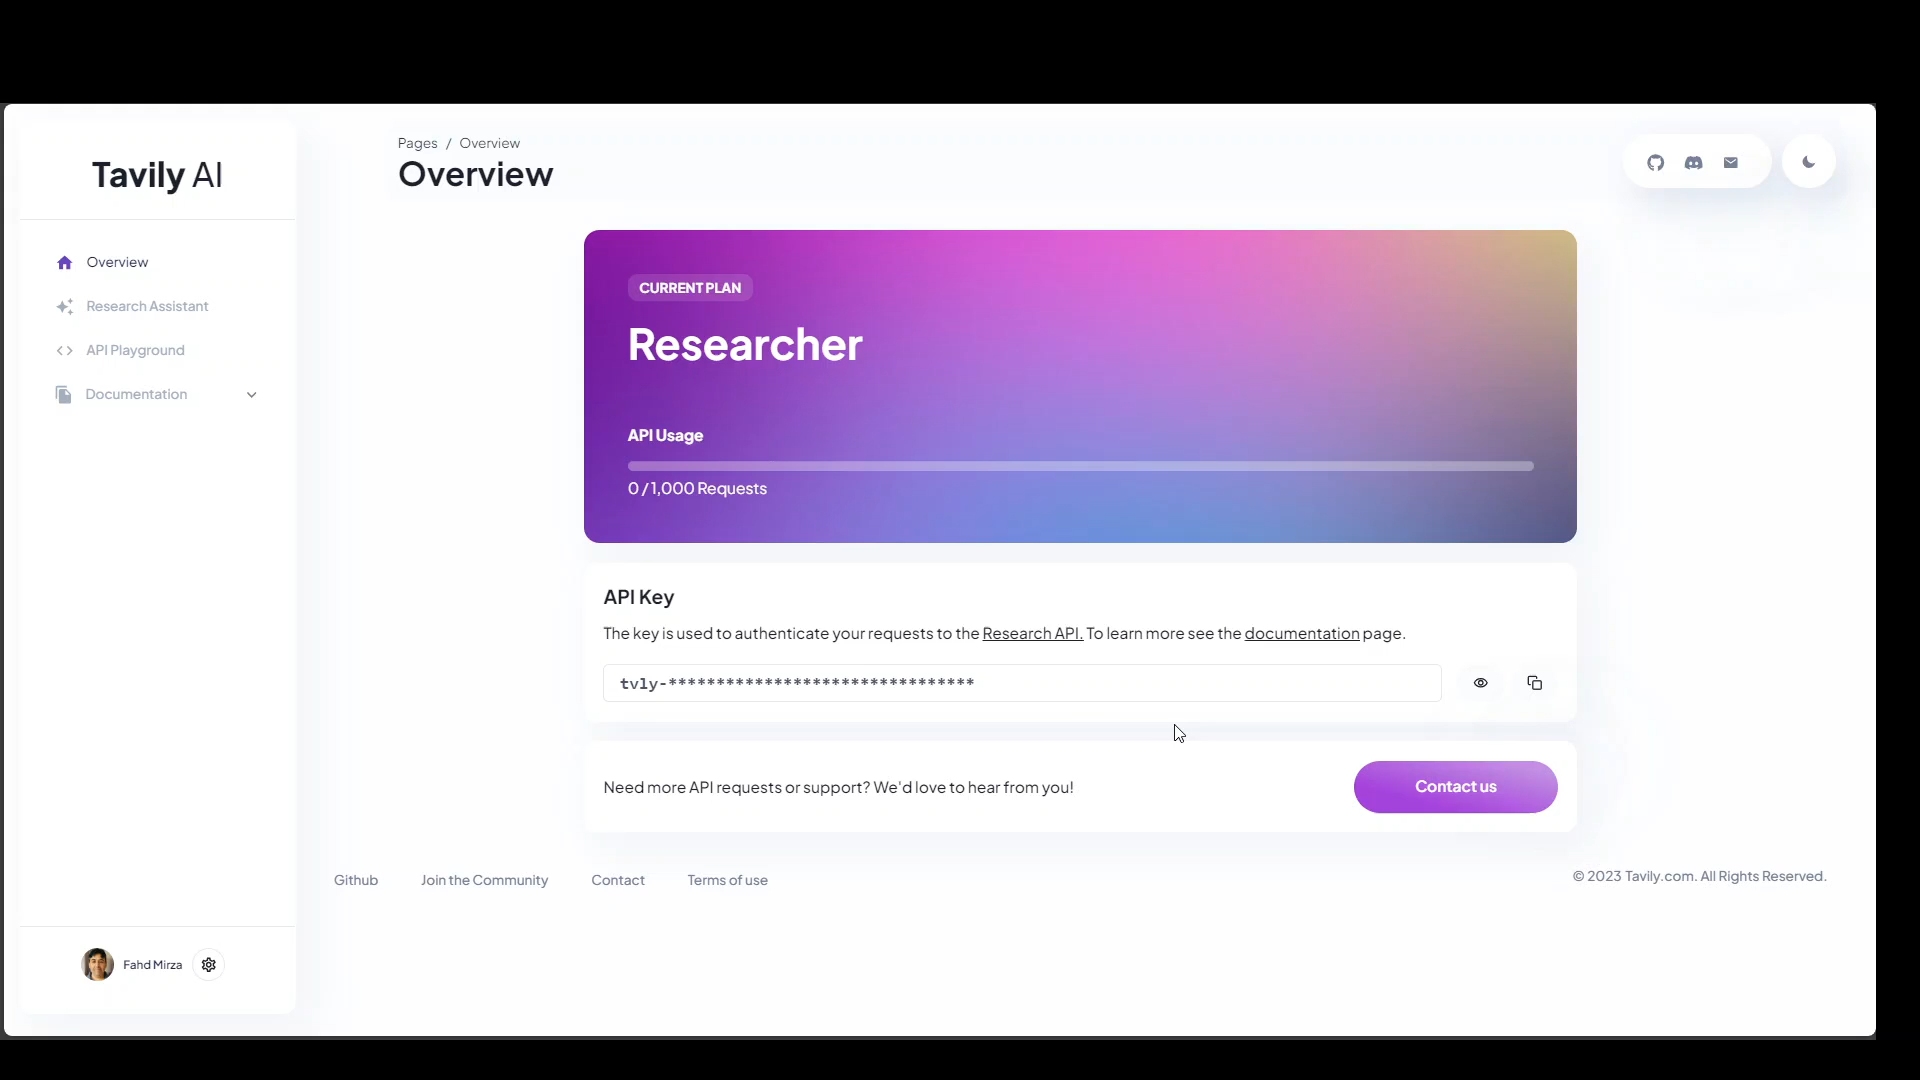 Tavily AI
Overview
Research Assistant
API Playground
Documentation
Fahd Mirza
Pages / Overview
Overview
CURRENT PLAN
Researcher
API Usage
0 / 1,000 Requests
API Key
The key is used to authenticate your requests to the Research API. To learn more see the documentation page.
tvly-********************************
Need more API requests or support? We'd love to hear from you!
Contact us
Github
Join the Community
Contact
Terms of use
© 2023 Tavily.com. All Rights Reserved.